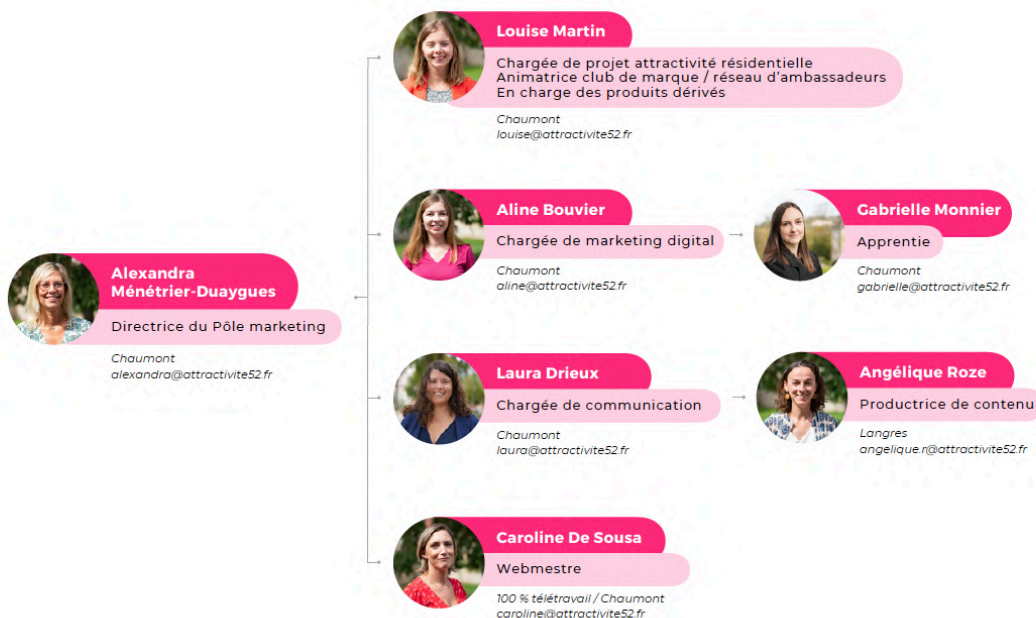 Louise Martin
Chargée de projet attractivité résidentielle
Animatrice club de marque / réseau d'ambassadeurs
En charge des produits dérivés
Chaumont
louise@attractivite52.fr
Aline Bouvier
Chargée de marketing digital
Chaumont
aline@attractivite52.fr
Gabrielle Monnier
Apprentie
Chaumont
gabrielle@attractivite52.fr
Alexandra
Ménétrier-Duaygues
Directrice du Pôle marketing
Chaumont
alexandra@attractivite52.fr
Laura Drieux
Chargée de communication
Chaumont
laura@attractivite52.fr
Angélique Roze
Productrice de contenu
Langres
angelique.r@attractivite52.fr
Caroline De Sousa
Webmestre
100 % télétravail / Chaumont
caroline@attractivite52.fr